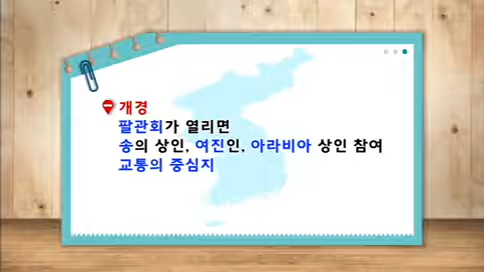 개경
팔관회가 열리면
송의 상인, 여진인, 아라비아 상인 참여
교통의 중심지